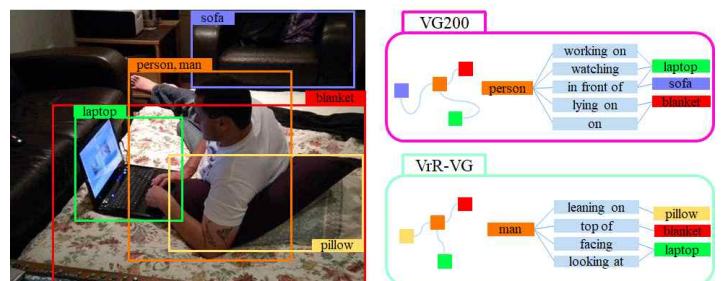 sofa
person, man
blanket
laptop
pillow
VG200
working on
watching
in front of
lying on
on
person
laptop
sofa
blanket
VrR-VG
leaning on
top of
facing
looking at
man
pillow
blanket
laptop